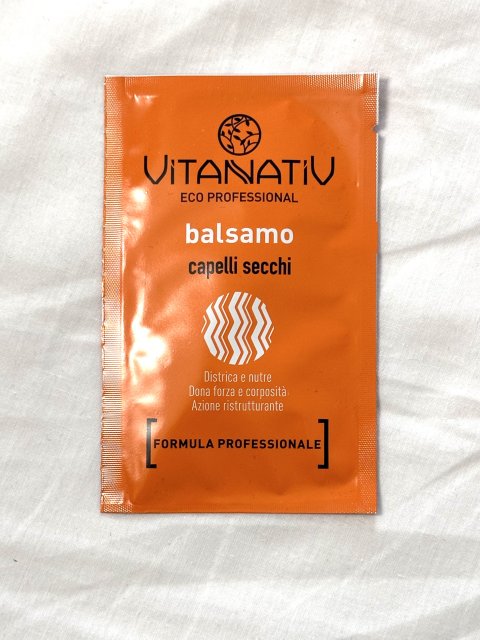 VITANATIV
ECO PROFESSIONAL
balsamo
capelli secchi
Districa e nutre
Dona forza e corposità
Azione ristrutturante
[FORMULA PROFESSIONALE]